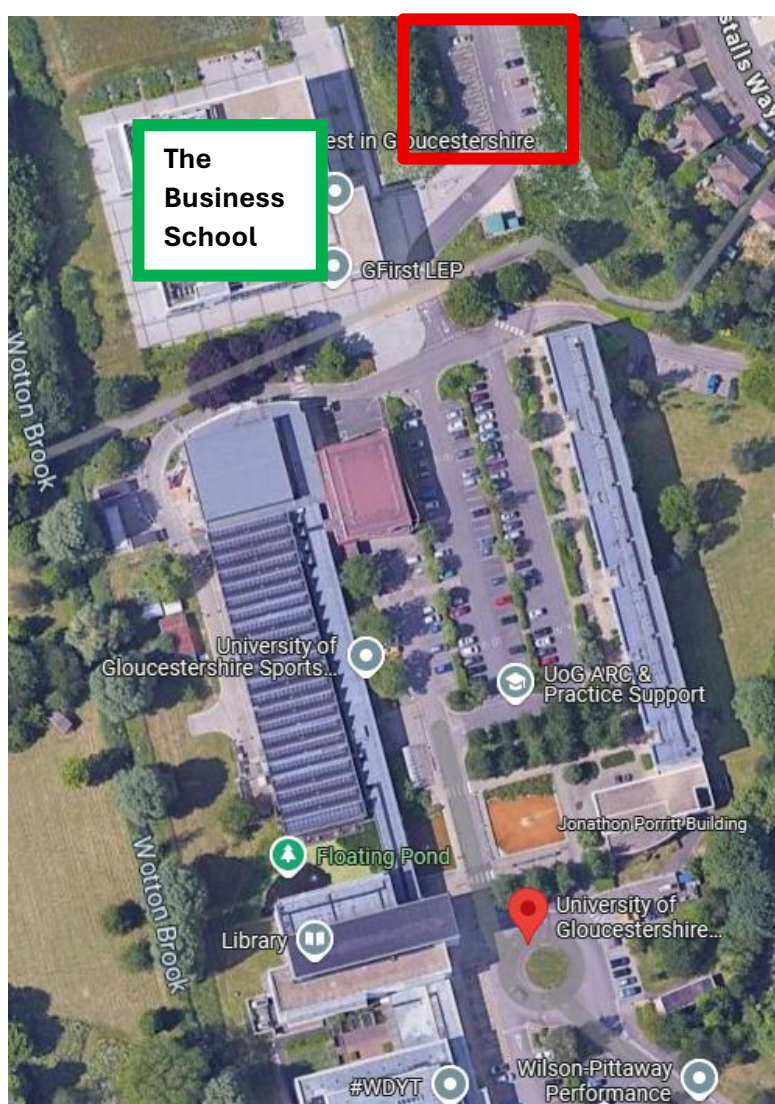 stalls Way
est in Gloucestershire
The
Business
School
GFirst LEP
Wotton Brook
University of
Gloucestershire Sports...
UoG ARC &
Practice Support
Jonathon Porritt Building
Floating Pond
Wotton Brook
University of
Gloucestershire...
Library
Wilson-Pittaway
Performance
#WDYT